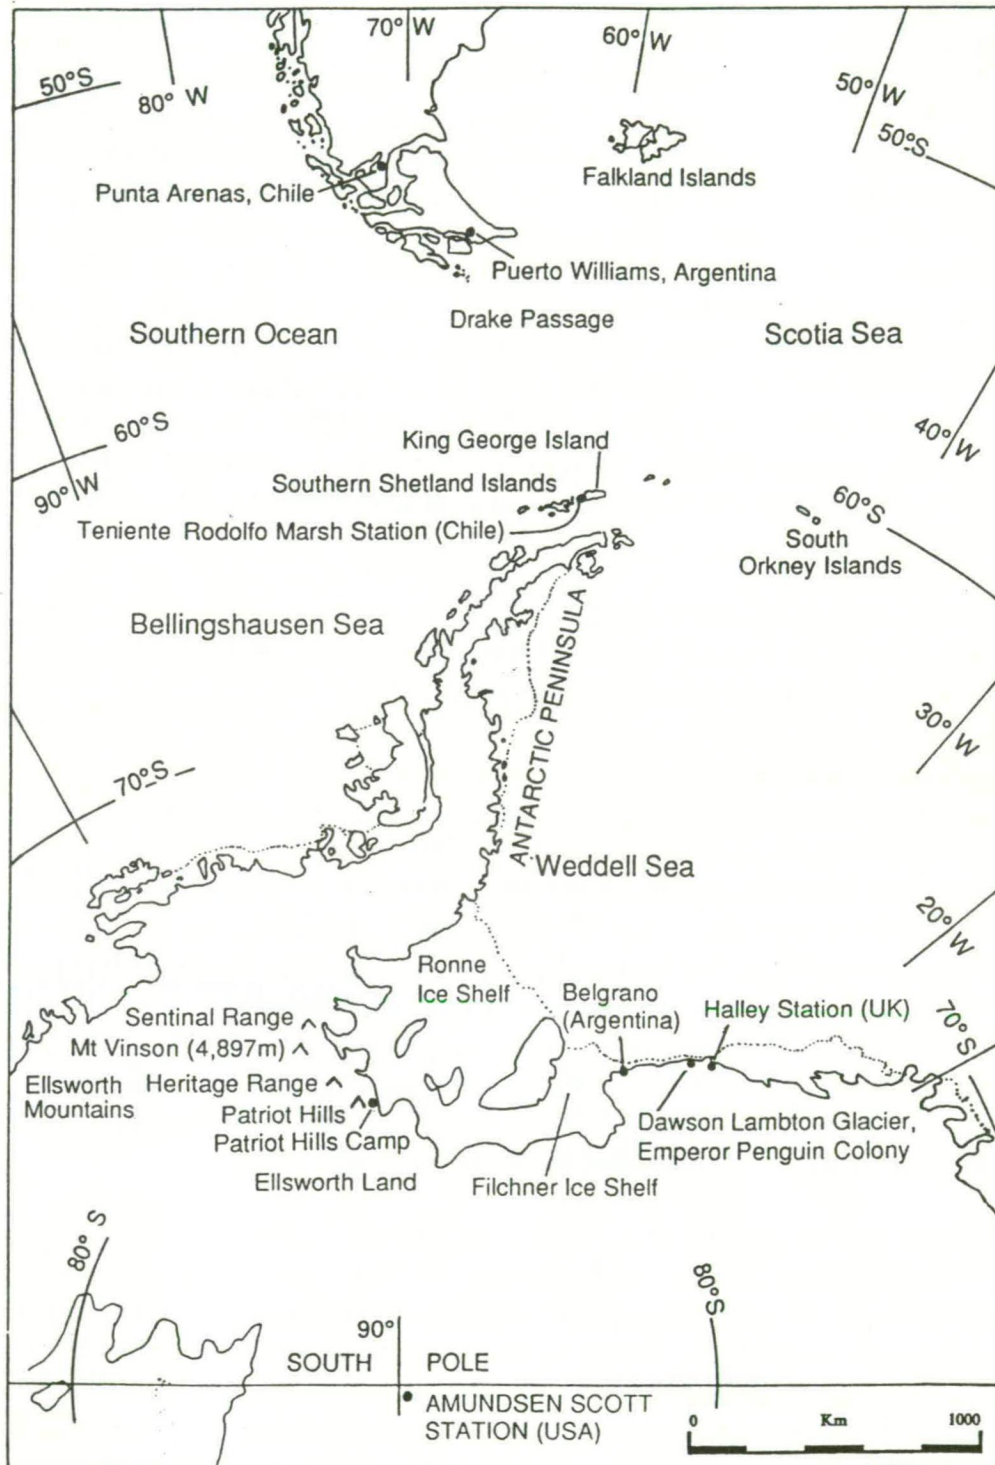 70° W
60° W
50° W
50°S
80° W
50°S
Punta Arenas, Chile
Falkland Islands
Puerto Williams, Argentina
Drake Passage
Southern Ocean
Scotia Sea
60°S
40° W
90° W
King George Island
Southern Shetland Islands
Teniente Rodolfo Marsh Station (Chile)
60°S
South
Orkney Islands
Bellingshausen Sea
ANTARCTIC PENINSULA
30° W
70°S
Weddell Sea
20° W
Ronne
Ice Shelf
Belgrano
(Argentina)
Halley Station (UK)
70°S
Sentinal Range
Mt Vinson (4,897m)
Ellsworth
Mountains
Heritage Range
Patriot Hills
Patriot Hills Camp
Dawson Lambton Glacier,
Emperor Penguin Colony
Ellsworth Land
Filchner Ice Shelf
80° S
80°S
90°
SOUTH POLE
AMUNDSEN SCOTT
STATION (USA)
0 Km 1000